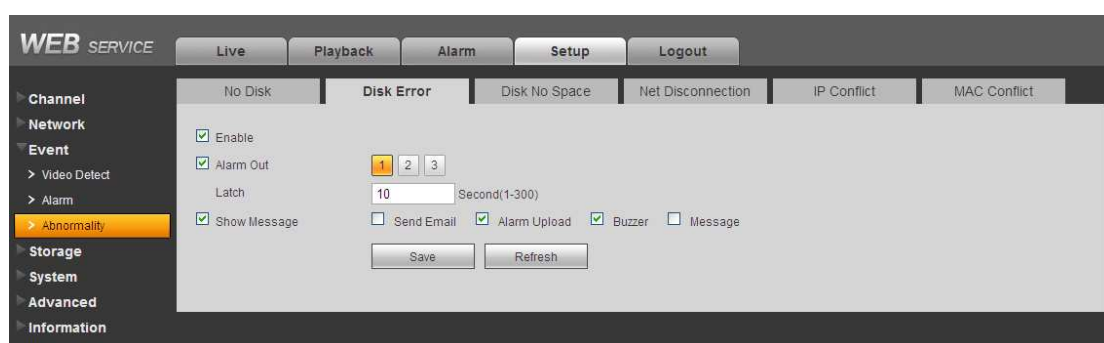 WEB SERVICE
Live Playback Alarm Setup Logout
No Disk Disk Error Disk No Space Net Disconnection IP Conflict MAC Conflict
Channel
Network
Event
> Video Detect
> Alarm
> Abnormality
Storage
System
Advanced
Information
Enable
Alarm Out 1 2 3
Latch 10 Second(1-300)
Show Message Send Email Alarm Upload Buzzer Message
Save Refresh